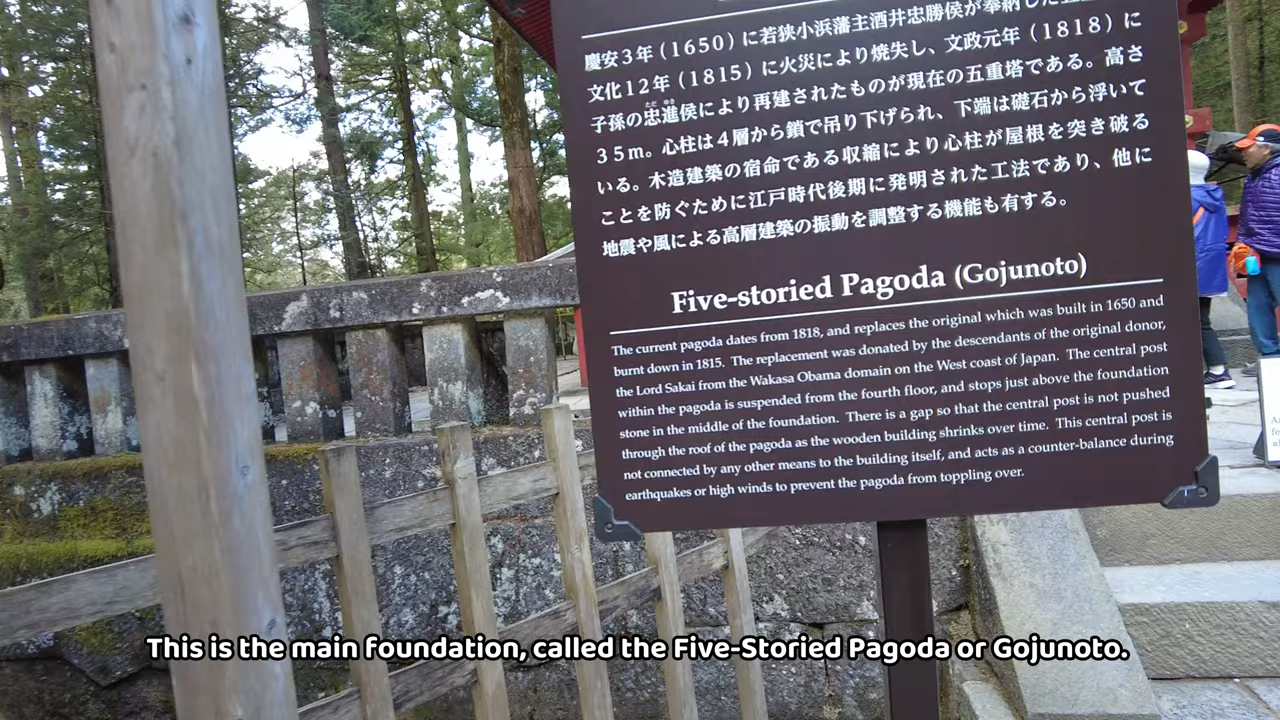 慶安3年(1650)に若狭小浜藩主酒井忠勝侯が奉納した
文化12年(1815)に火災により焼失し、文政元年(1818)に
子孫の忠進侯により再建されたものが現在の五重塔である。高さ
35m。心柱は4層から鎖で吊り下げられ、下端は礎石から浮いて
いる。木造建築の宿命である収縮により心柱が屋根を突き破る
ことを防ぐために江戸時代後期に発明された工法であり、他に
地震や風による高層建築の振動を調整する機能も有する。
Five-storied Pagoda (Gojunoto)
The current pagoda dates from 1818, and replaces the original which was built in 1650 and
burnt down in 1815. The replacement was donated by the descendants of the original donor,
the Lord Sakai from the Wakasa Obama domain on the West coast of Japan. The central post
within the pagoda is suspended from the fourth floor, and stops just above the foundation
stone in the middle of the foundation. There is a gap so that the central post is not pushed
through the roof of the pagoda as the wooden building shrinks over time. This central post is
not connected by any other means to the building itself, and acts as a counter-balance during
earthquakes or high winds to prevent the pagoda from toppling over.
This is the main foundation, called the Five-Storied Pagoda or Gojunoto.